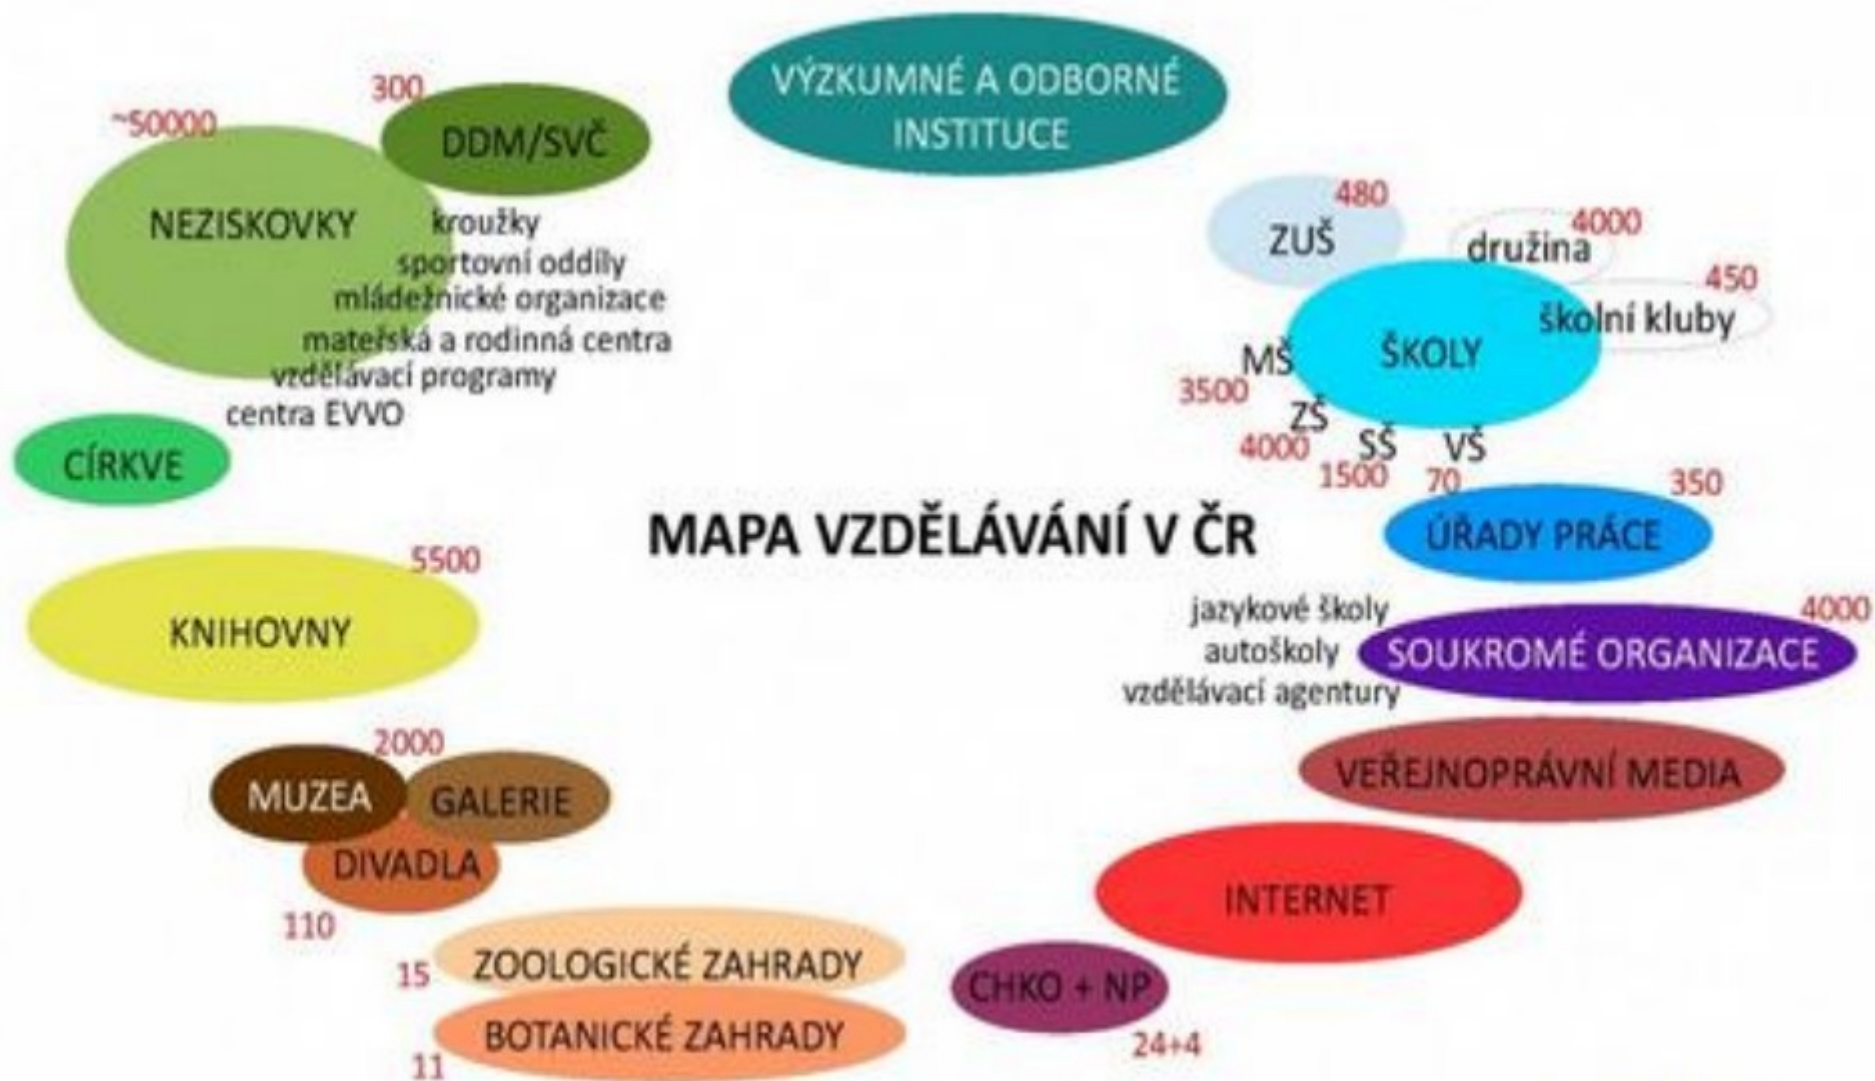 VÝZKUMNÉ A ODBORNÉ
INSTITUCE
300
DDM/SVČ
~50000
NEZISKOVKY
kroužky
sportovní oddíly
mládežnické organizace
mateřská a rodinná centra
vzdělávací programy
centra EVVO
CÍRKVE
480
ZUŠ
4000
družina
450
školní kluby
ŠKOLY
MŠ
3500
ZŠ
4000
SŠ
1500
VŠ
70
MAPA VZDĚLÁVÁNÍ V ČR
350
ÚŘADY PRÁCE
5500
KNIHOVNY
jazykové školy
autoškoly
vzdělávací agentury
4000
SOUKROMÉ ORGANIZACE
VEŘEJNOPRÁVNÍ MEDIA
2000
MUZEA
GALERIE
DIVADLA
110
INTERNET
15
ZOOLOGICKÉ ZAHRADY
11
BOTANICKÉ ZAHRADY
CHKO + NP
24+4